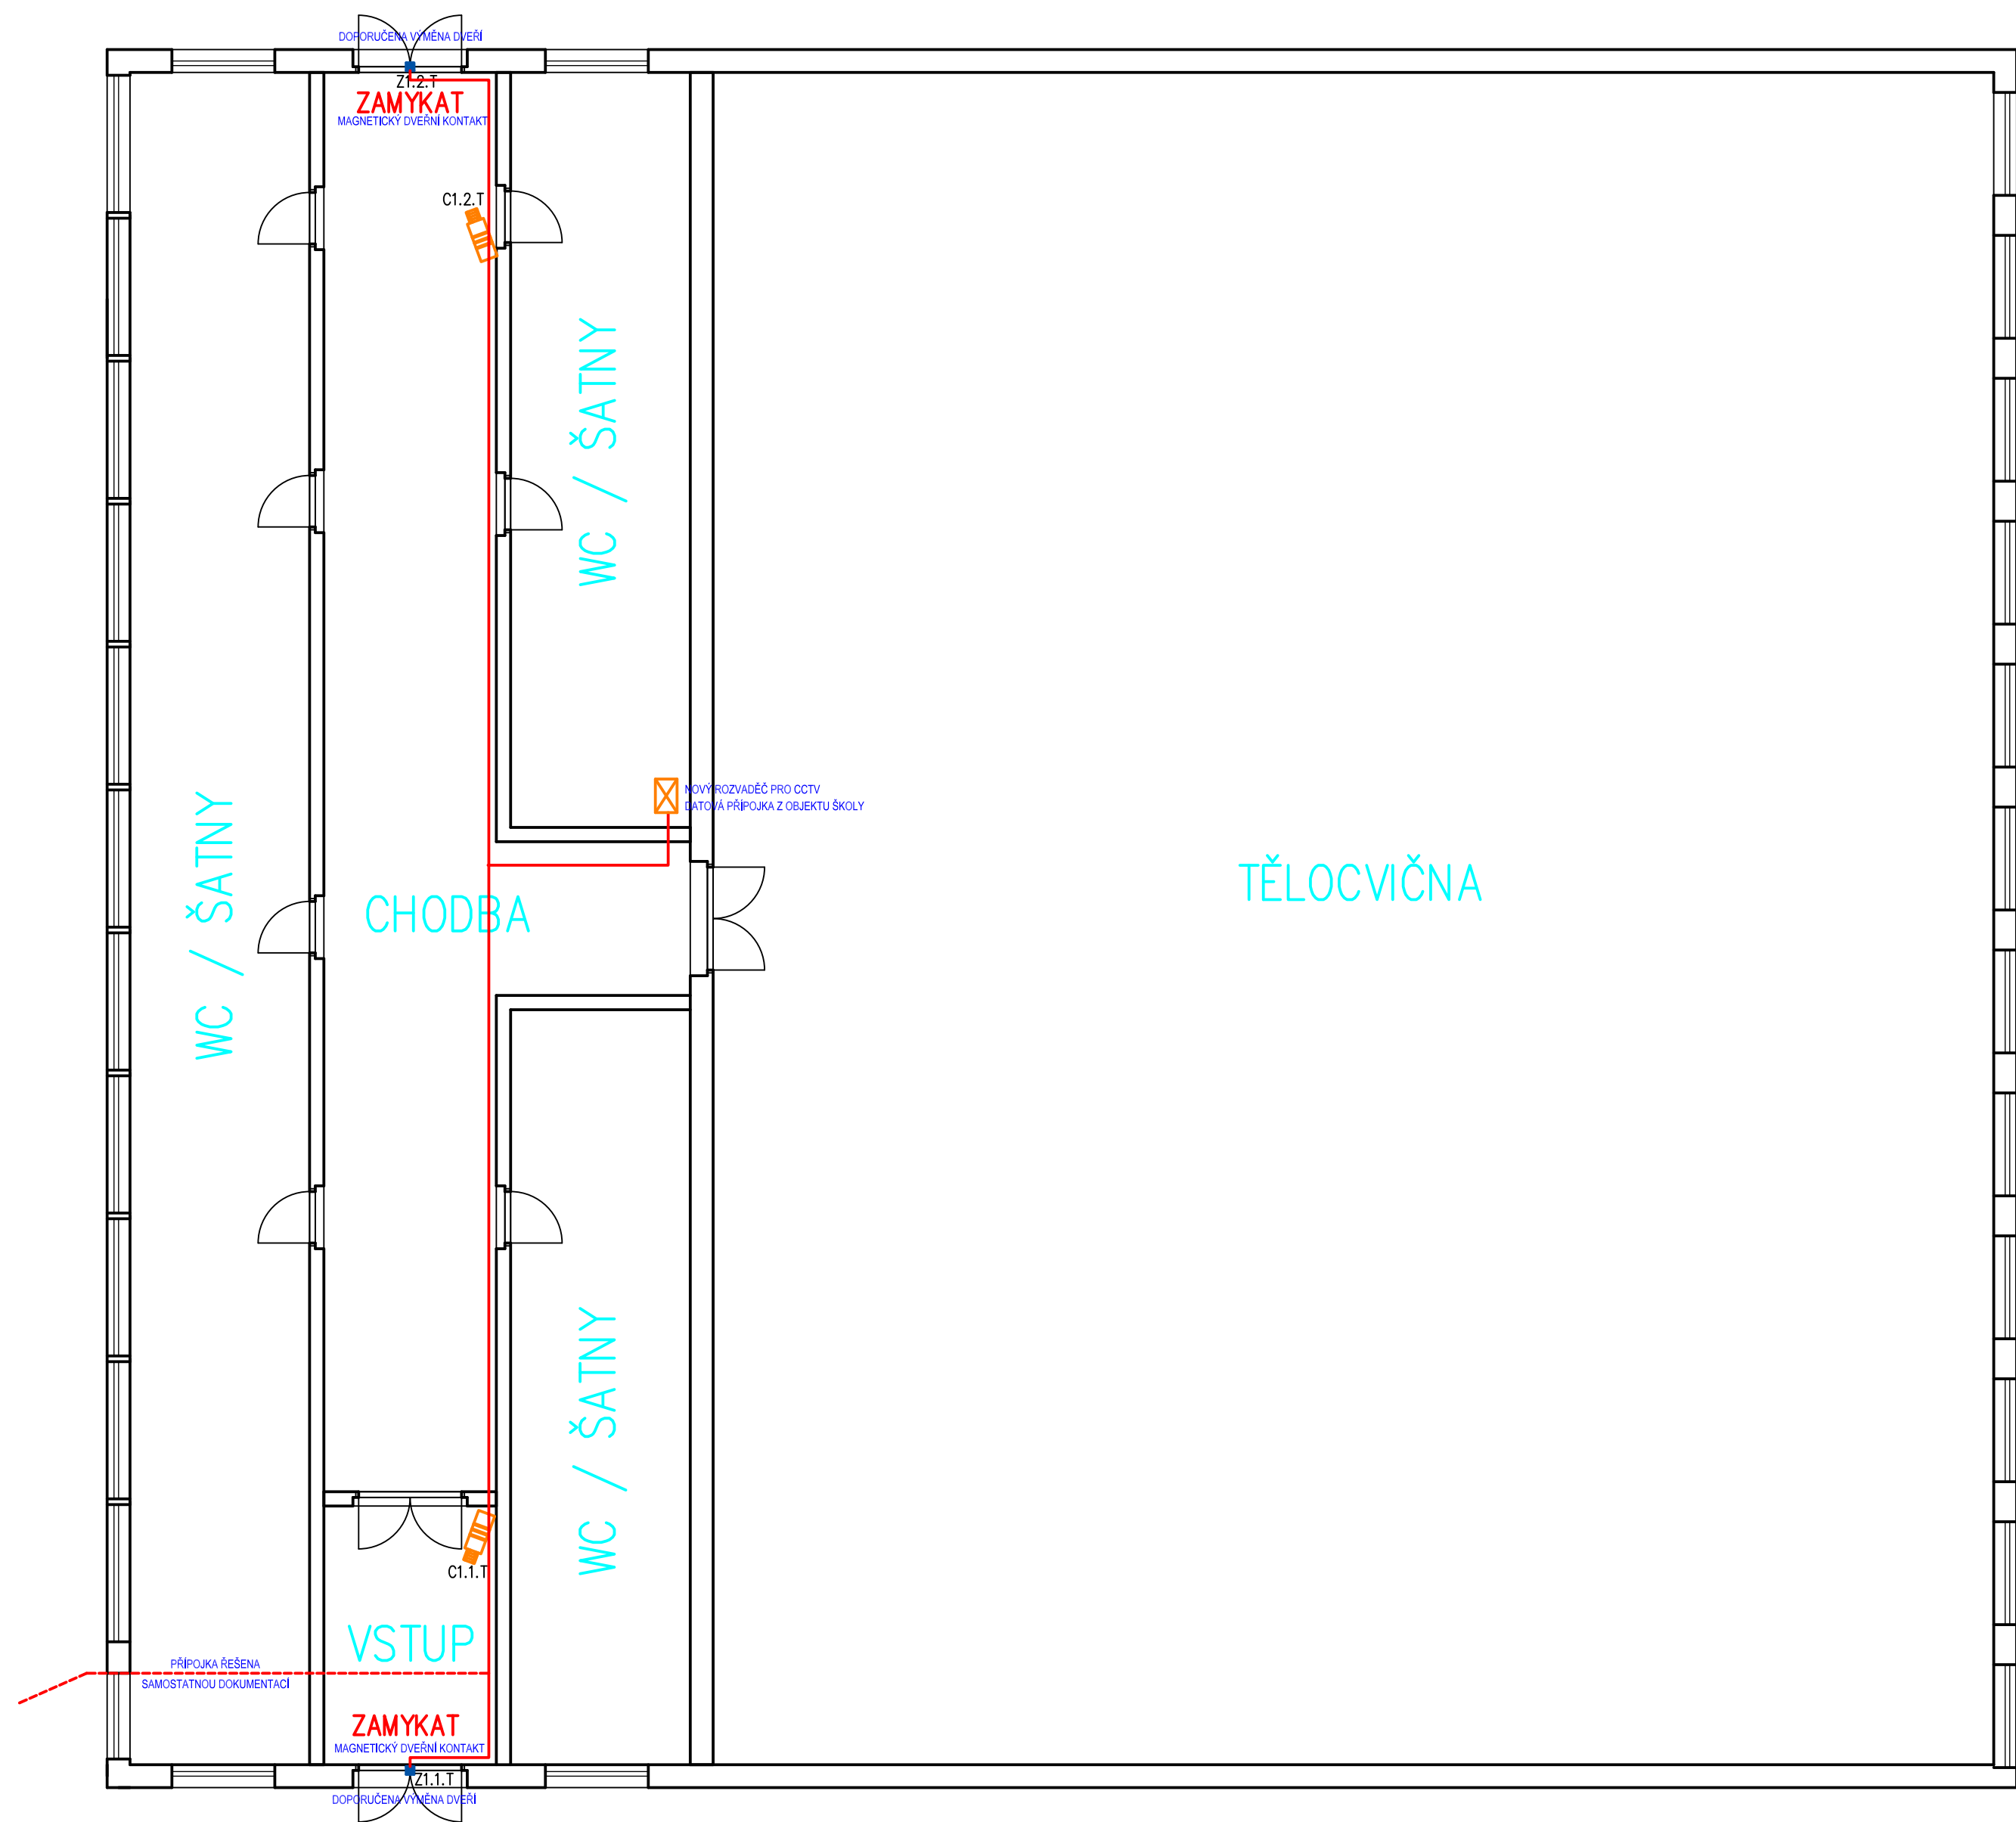 DOPORUČENA VÝMĚNA DVEŘÍ
Z1.2.T
ZAMYKAT
MAGNETICKÝ DVEŘNÍ KONTAKT
C1.2.T
WC / ŠATNY
NOVÝ ROZVADĚČ PRO CCTV
DATOVÁ PŘÍPOJKA Z OBJEKTU ŠKOLY
WC / ŠATNY
CHODBA
TĚLOCVIČNA
WC / ŠATNY
C1.1.T
VSTUP
PŘÍPOJKA ŘEŠENA
SAMOSTATNOU DOKUMENTACÍ
ZAMYKAT
MAGNETICKÝ DVEŘNÍ KONTAKT
Z1.1.T
DOPORUČENA VÝMĚNA DVEŘÍ